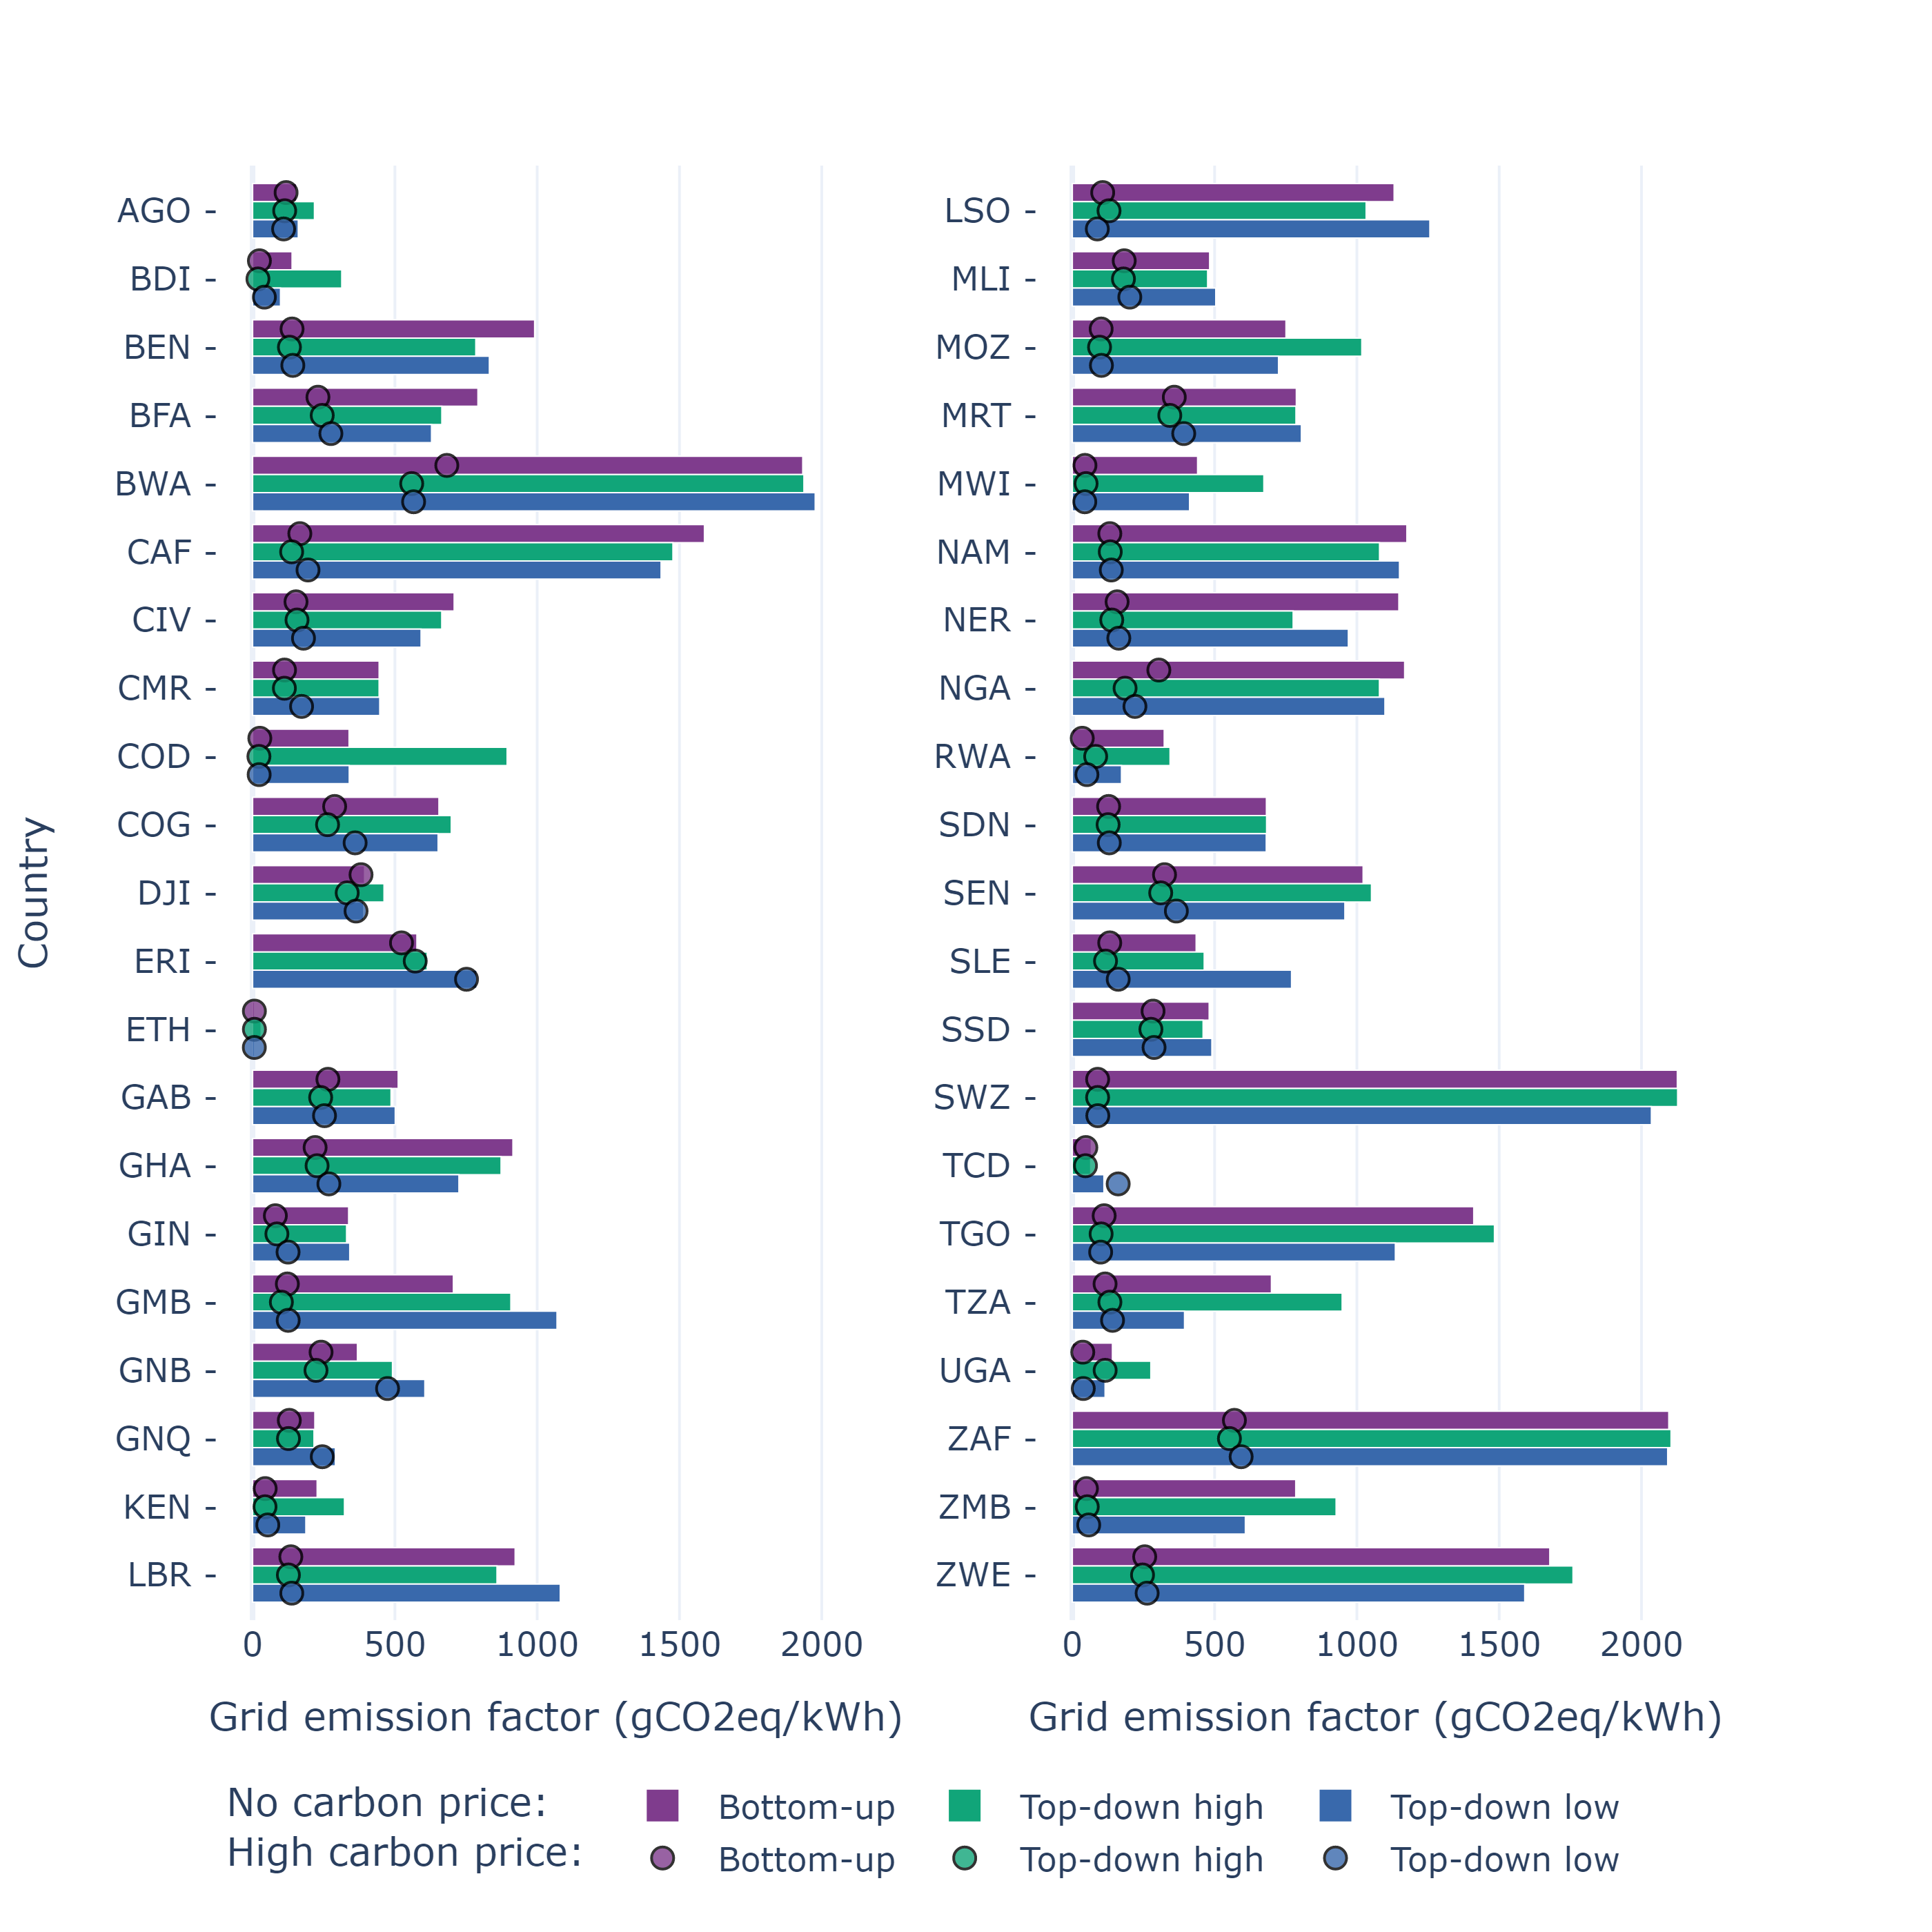 Country
AGO -
BDI -
BEN -
BFA -
BWA -
CAF -
CIV -
CMR -
COD -
COG -
DJI -
ERI -
ETH -
GAB -
GHA -
GIN -
GMB -
GNB -
GNQ -
KEN -
LBR -
0 500 1000 1500 2000
Grid emission factor (gCO2eq/kWh)
LSO -
MLI -
MOZ -
MRT -
MWI -
NAM -
NER -
NGA -
RWA -
SDN -
SEN -
SLE -
SSD -
SWZ -
TCD -
TGO -
TZA -
UGA -
ZAF -
ZMB -
ZWE -
0 500 1000 1500 2000
Grid emission factor (gCO2eq/kWh)
No carbon price: Bottom-up Top-down high Top-down low
High carbon price: Bottom-up Top-down high Top-down low